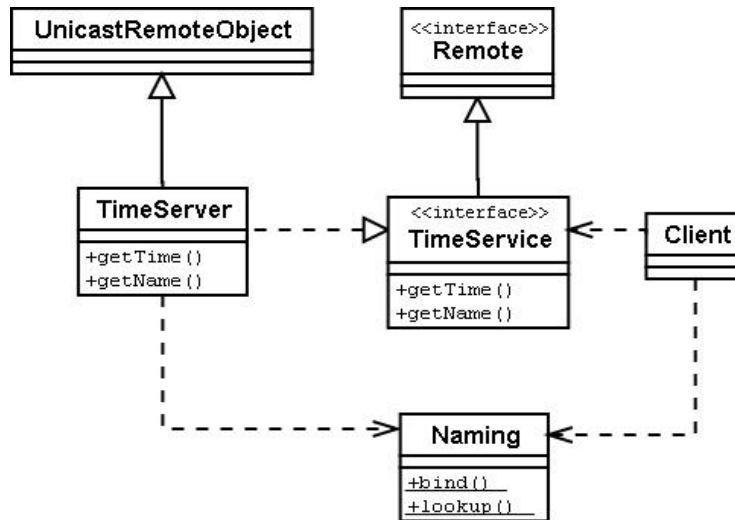 UnicastRemoteObject
<<interface>>
Remote
TimeServer
+getTime()
+getName()
<<interface>>
TimeService
+getTime()
+getName()
Client
Naming
+bind()
+lookup()